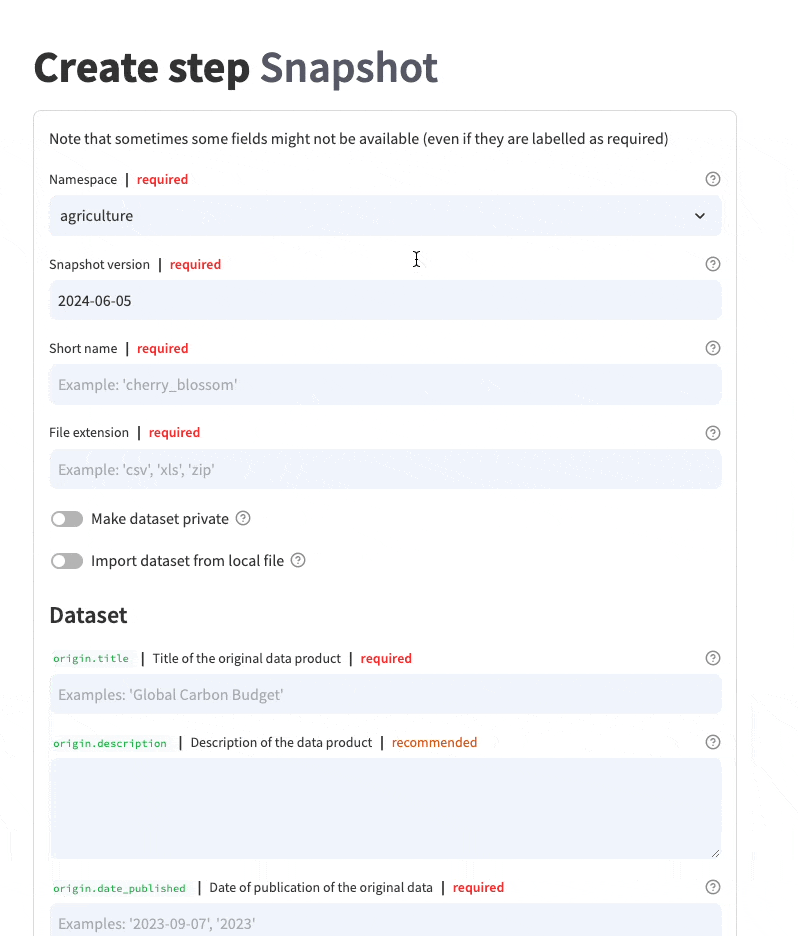 Create step Snapshot
Note that sometimes some fields might not be available (even if they are labelled as required)
Namespace | required
agriculture
Snapshot version | required
2024-06-05
Short name | required
Example: 'cherry_blossom'
File extension | required
Example: 'csv', 'xls', 'zip'
Make dataset private
Import dataset from local file
Dataset
origin.title | Title of the original data product | required
Examples: 'Global Carbon Budget'
origin.description | Description of the data product | recommended
origin.date_published | Date of publication of the original data | required
Examples: '2023-09-07', '2023'